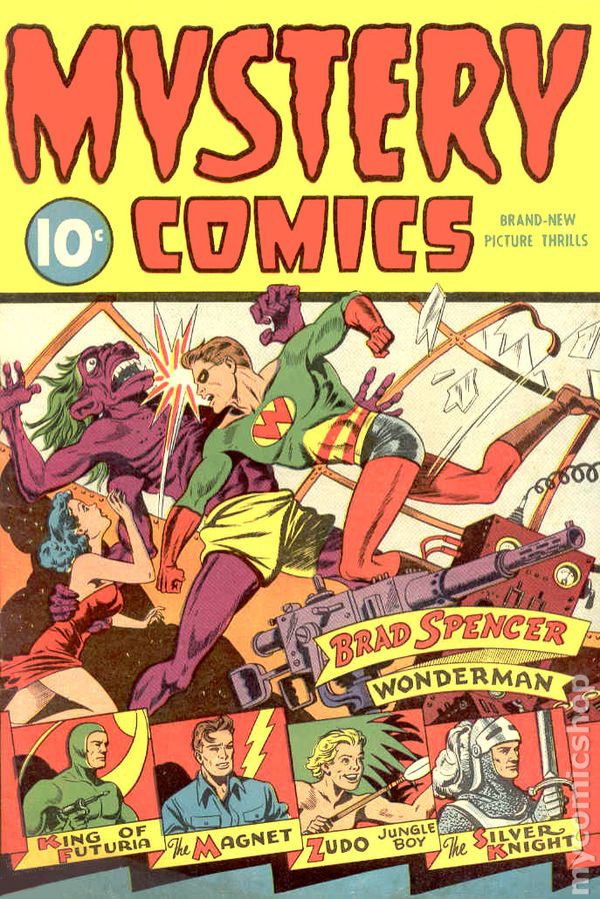 MYSTERY
COMICS
10¢
BRAND-NEW
PICTURE THRILLS
W
BRAD SPENCER
WONDERMAN
KING OF
FUTURIA
The MAGNET
ZUDO JUNGLE
BOY
The SILVER
KNIGHT
mycomicshop